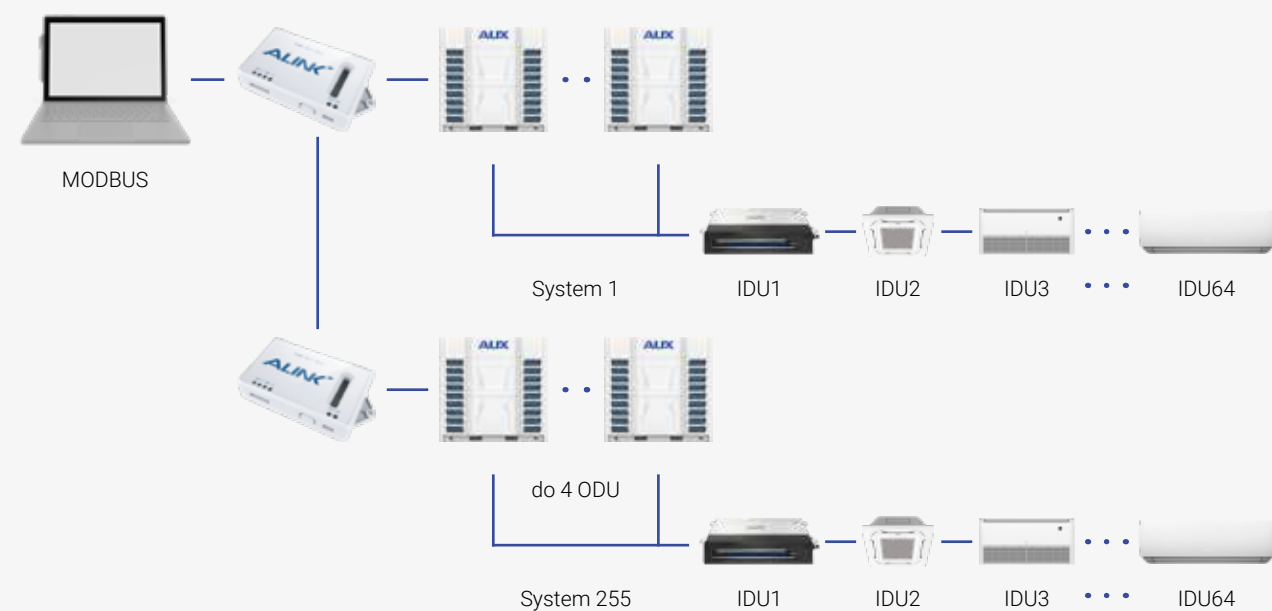 ALINK
AUX
AUX
MODBUS
System 1
IDU1
IDU2
IDU3
IDU64
ALINK
AUX
AUX
do 4 ODU
System 255
IDU1
IDU2
IDU3
IDU64